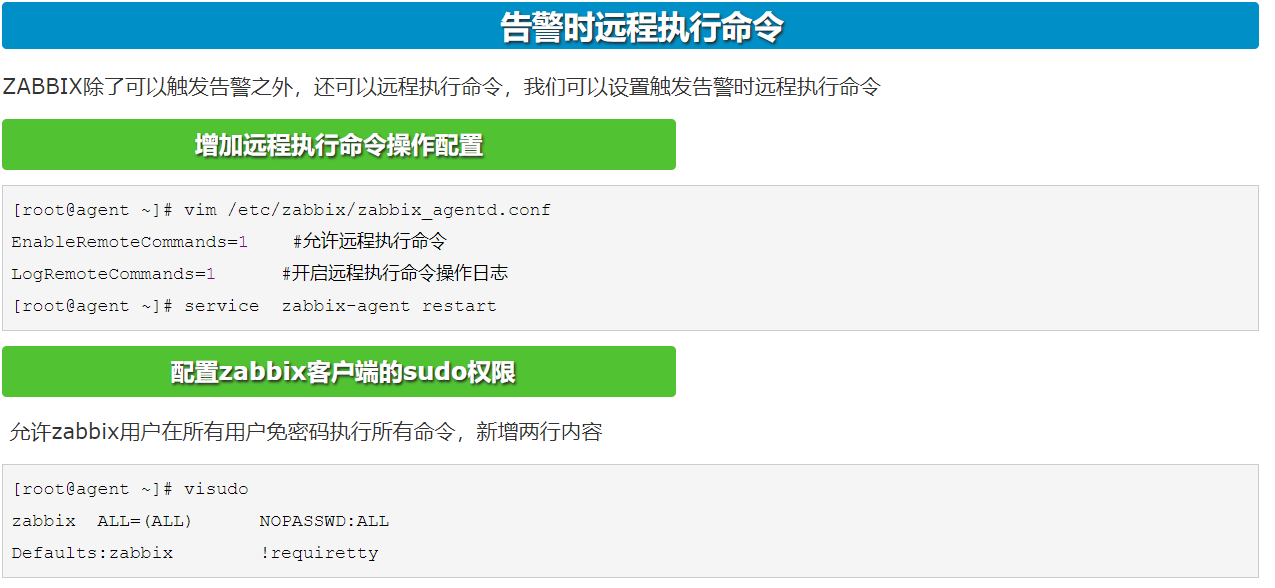 告警时远程执行命令
ZABBIX除了可以触发告警之外，还可以远程执行命令，我们可以设置触发告警时远程执行命令
增加远程执行命令操作配置
[root@agent ~]# vim /etc/zabbix/zabbix_agentd.conf
EnableRemoteCommands=1    #允许远程执行命令
LogRemoteCommands=1      #开启远程执行命令操作日志
[root@agent ~]# service  zabbix-agent restart
配置zabbix客户端的sudo权限
允许zabbix用户在所有用户免密码执行所有命令，新增两行内容
[root@agent ~]# visudo
zabbix  ALL=(ALL)      NOPASSWD:ALL
Defaults:zabbix        !requiretty